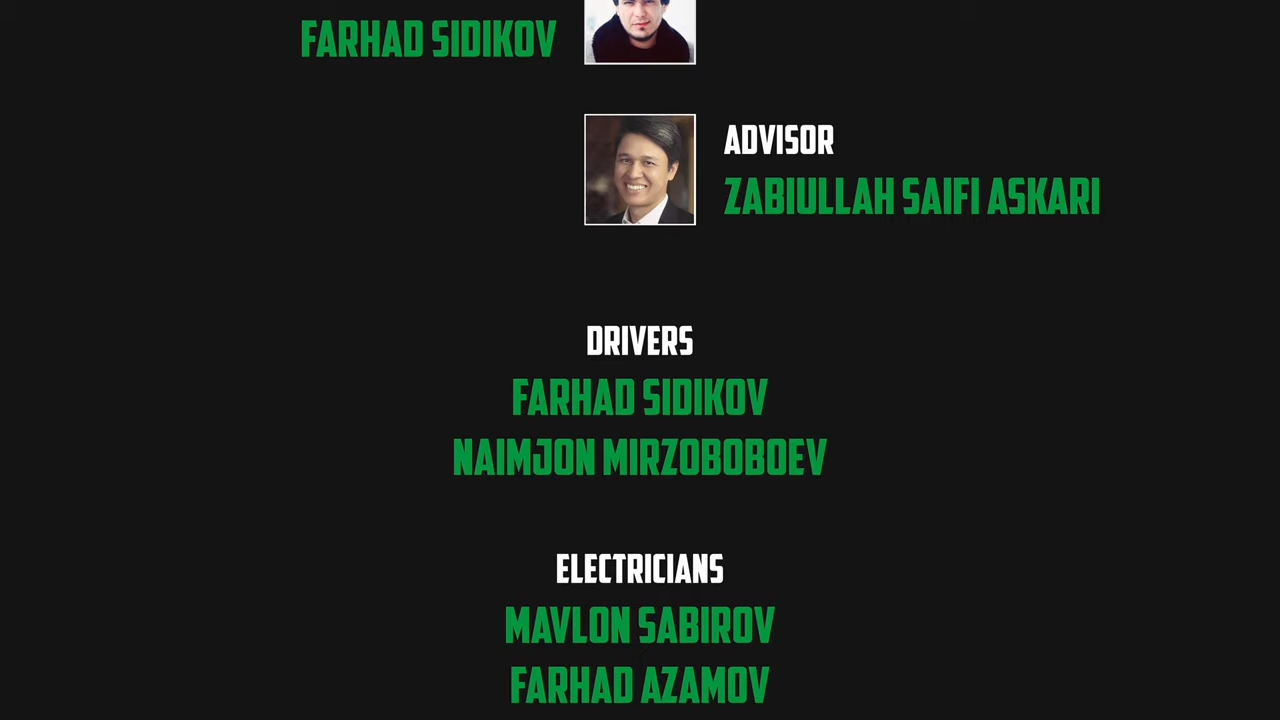 FARHAD SIDIKOV
ADVISOR
ZABIULLAH SAIFI ASKARI
DRIVERS
FARHAD SIDIKOV
NAIMJON MIRZOBOBOEV
ELECTRICIANS
MAVLON SABIROV
FARHAD AZAMOV